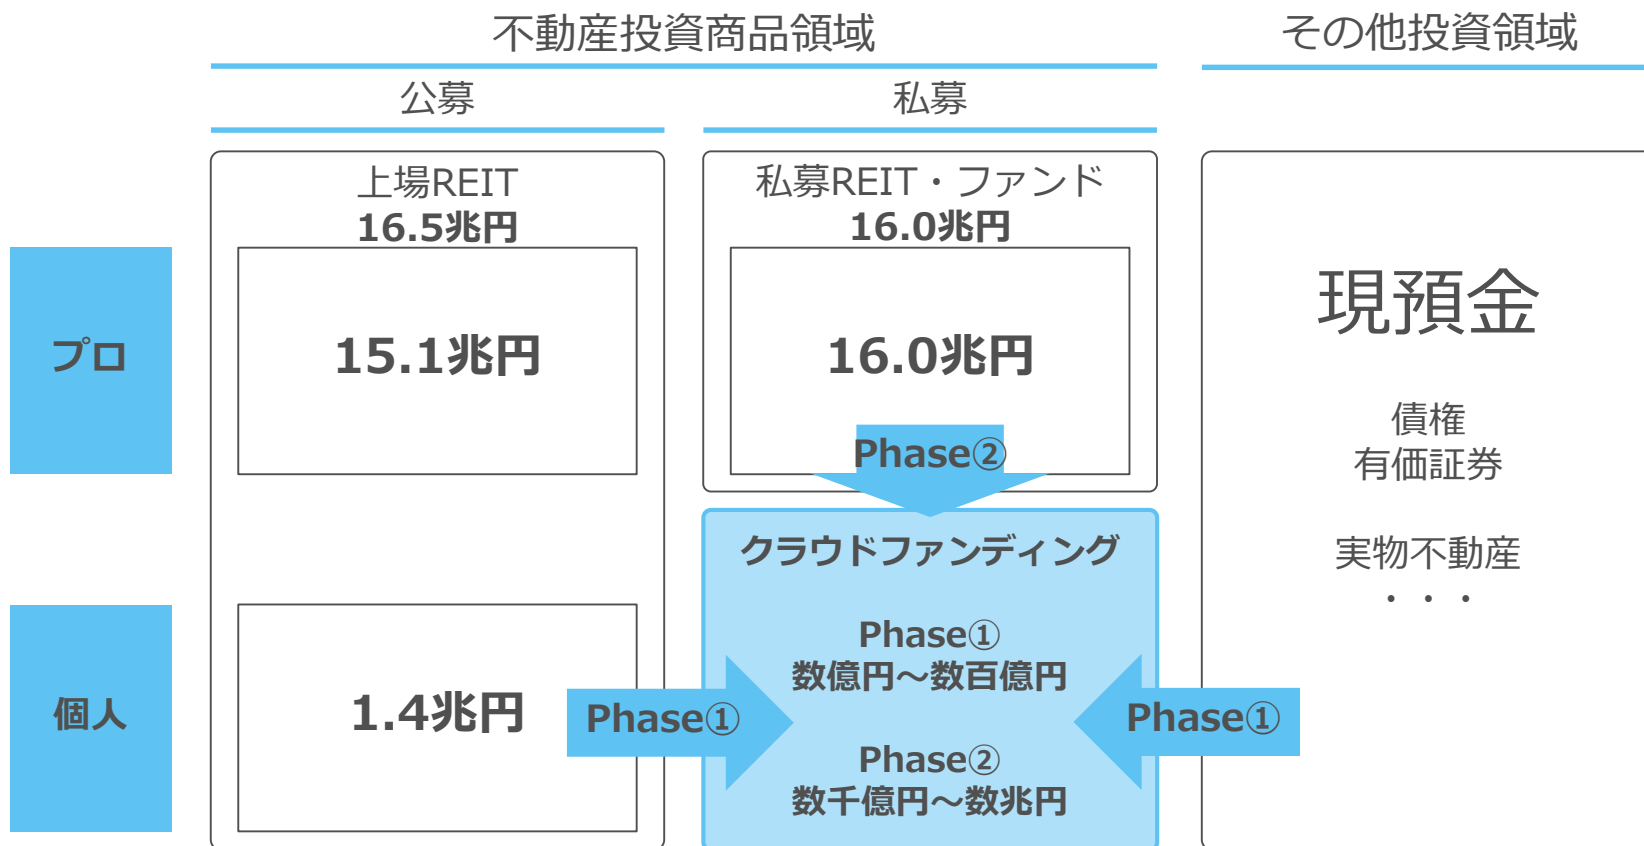 不動産投資商品領域
その他投資領域
公募
私募
上場REIT
16.5兆円
私募REIT・ファンド
16.0兆円
プロ
15.1兆円
16.0兆円
Phase②
現預金
債権
有価証券
実物不動産
・・・
クラウドファンディング
Phase①
数億円～数百億円
Phase②
数千億円～数兆円
個人
1.4兆円
Phase①
Phase①